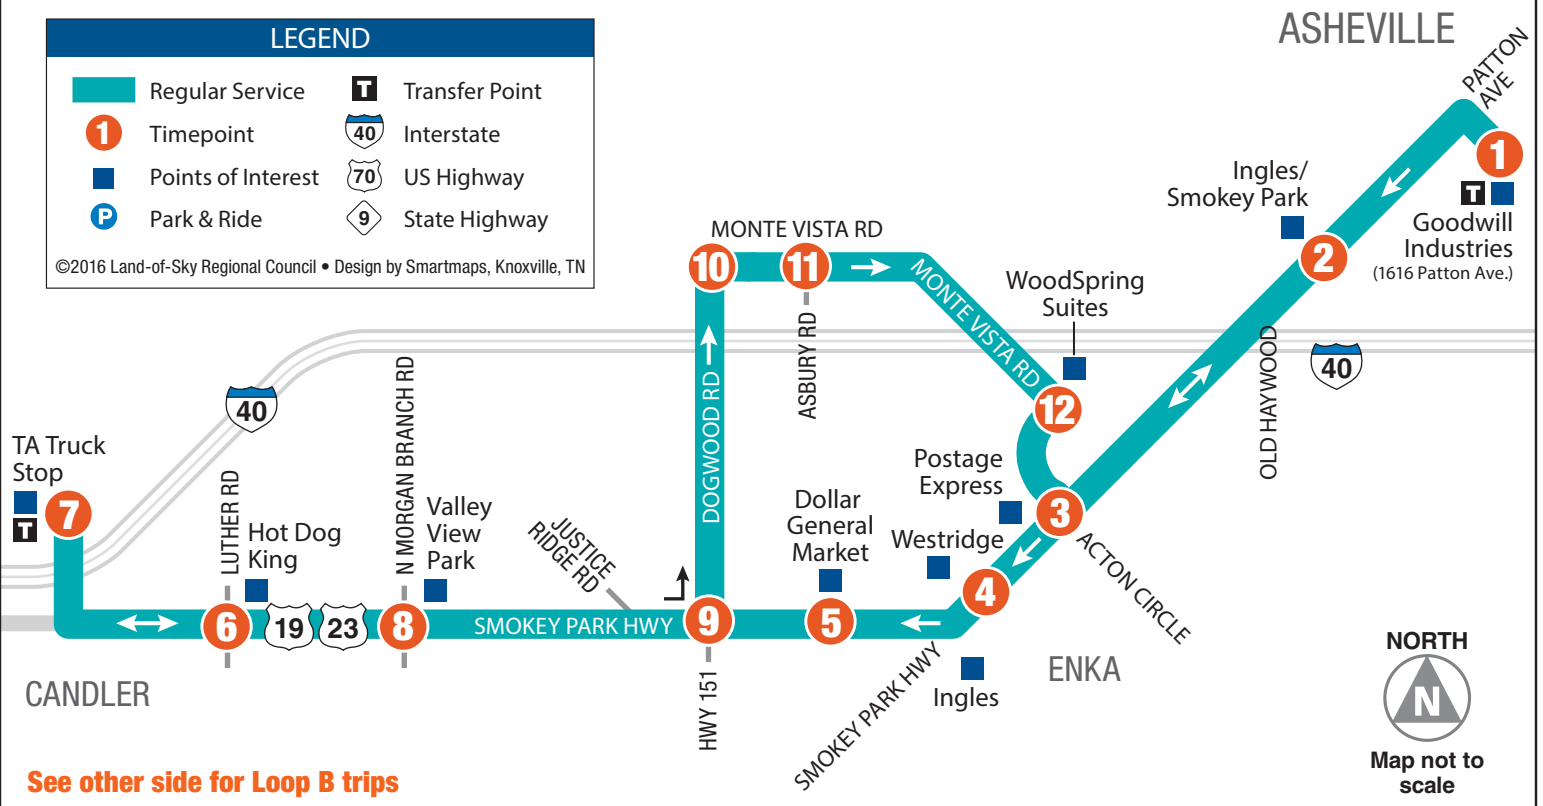 LEGEND
Regular Service
T Transfer Point
1 Timepoint
40 Interstate
Points of Interest
70 US Highway
P Park & Ride
9 State Highway
©2016 Land-of-Sky Regional Council • Design by Smartmaps, Knoxville, TN
ASHEVILLE
PATTON
AVE
1
T
Goodwill
Industries
(1616 Patton Ave.)
Ingles/
Smokey Park
2
OLD HAYWOOD
40
MONTE VISTA RD
10
11
MONTE VISTA RD
ASBURY RD
DOGWOOD RD
WoodSpring
Suites
12
Postage
Express
3
ACTON CIRCLE
Westridge
4
Dollar
General
Market
5
SMOKEY PARK HWY
Ingles
ENKA
40
TA Truck
Stop
T
7
LUTHER RD
Hot Dog
King
6
19
23
N MORGAN BRANCH RD
Valley
View
Park
8
JUSTICE
RIDGE RD
SMOKEY PARK HWY
9
HWY 151
CANDLER
NORTH
N
Map not to
scale
See other side for Loop B trips